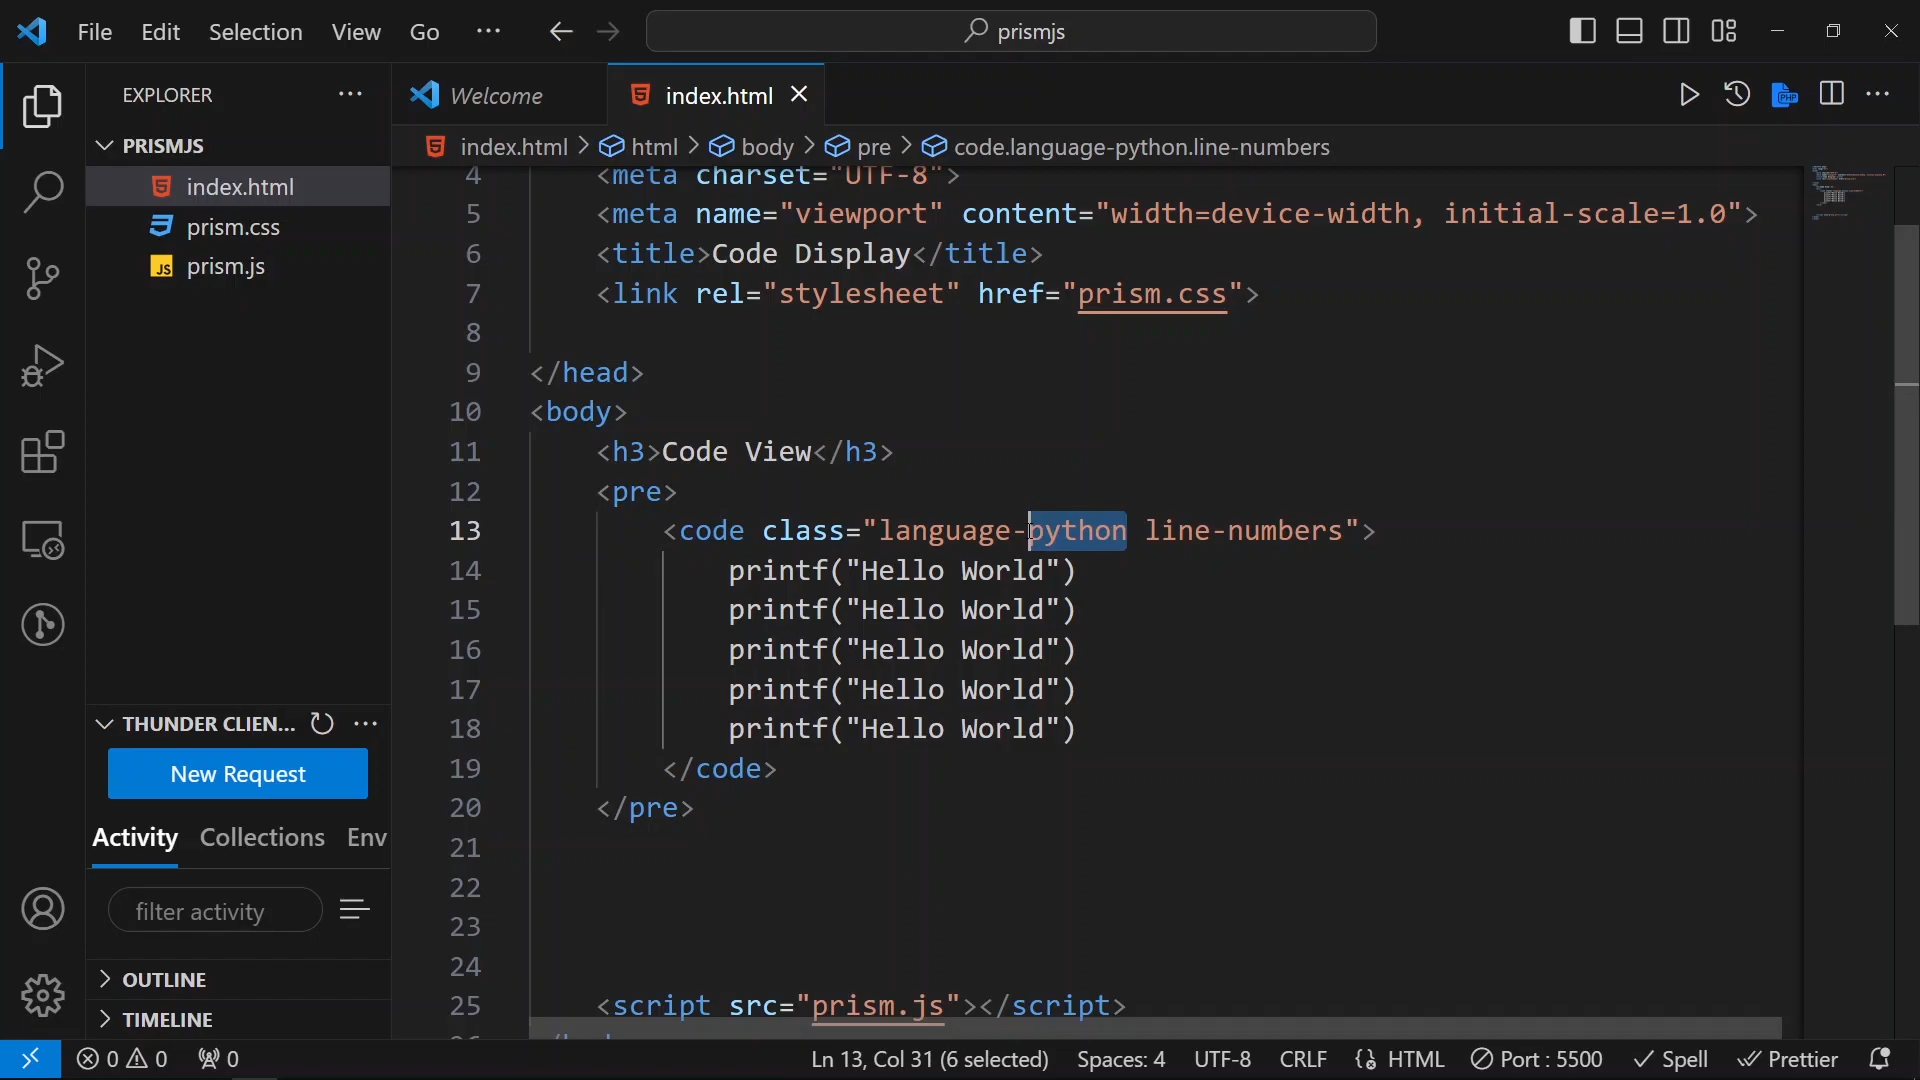 File Edit Selection View Go ··· prismjs
EXPLORER ···
PRISMJS
index.html
prism.css
prism.js
THUNDER CLIEN... ···
New Request
Activity Collections Env
filter activity
OUTLINE
TIMELINE
Welcome index.html
index.html > html > body > pre > code.language-python.line-numbers
4 <meta charset="UTF-8">
5 <meta name="viewport" content="width=device-width, initial-scale=1.0">
6 <title>Code Display</title>
7 <link rel="stylesheet" href="prism.css">
8
9 </head>
10 <body>
11 <h3>Code View</h3>
12 <pre>
13 <code class="language-python line-numbers">
14 printf("Hello World")
15 printf("Hello World")
16 printf("Hello World")
17 printf("Hello World")
18 printf("Hello World")
19 </code>
20 </pre>
21
22
23
24
25 <script src="prism.js"></script>
0 0 0 Ln 13, Col 31 (6 selected) Spaces: 4 UTF-8 CRLF HTML Port : 5500 Spell Prettier